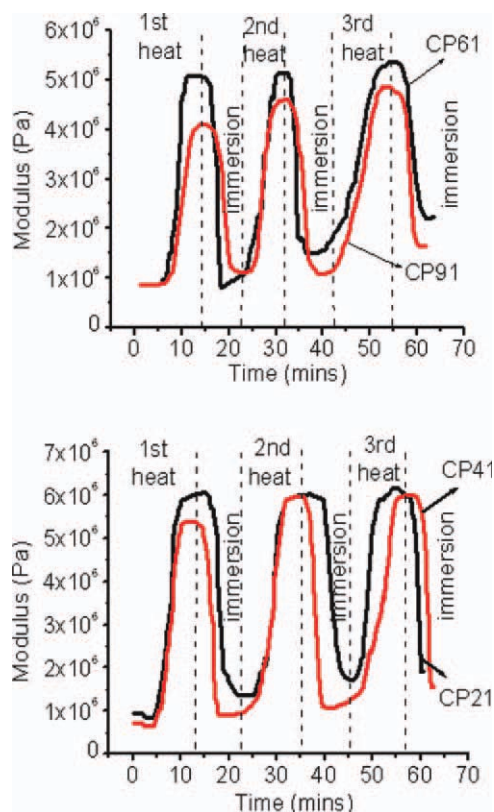 1st
heat
2nd
heat
3rd
heat
CP61
immersion
immersion
immersion
CP91
Modulus (Pa)
6x10⁶
5x10⁶
4x10⁶
3x10⁶
2x10⁶
1x10⁶
0
0 10 20 30 40 50 60 70
Time (mins)
1st
heat
2nd
heat
3rd
heat
CP41
immersion
immersion
immersion
CP21
Modulus (Pa)
7x10⁶
6x10⁶
5x10⁶
4x10⁶
3x10⁶
2x10⁶
1x10⁶
0
0 10 20 30 40 50 60 70
Time (mins)